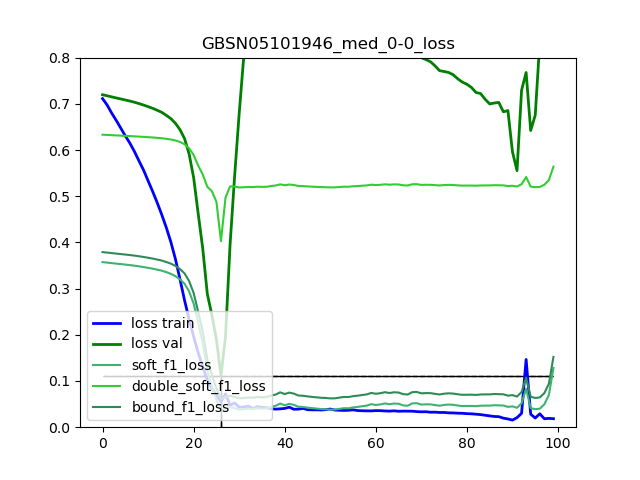 GBSN05101946_med_0-0_loss
0.8
0.7
0.6
0.5
0.4
0.3
0.2
0.1
0.0
loss train
loss val
soft_f1_loss
double_soft_f1_loss
bound_f1_loss
0 20 40 60 80 100